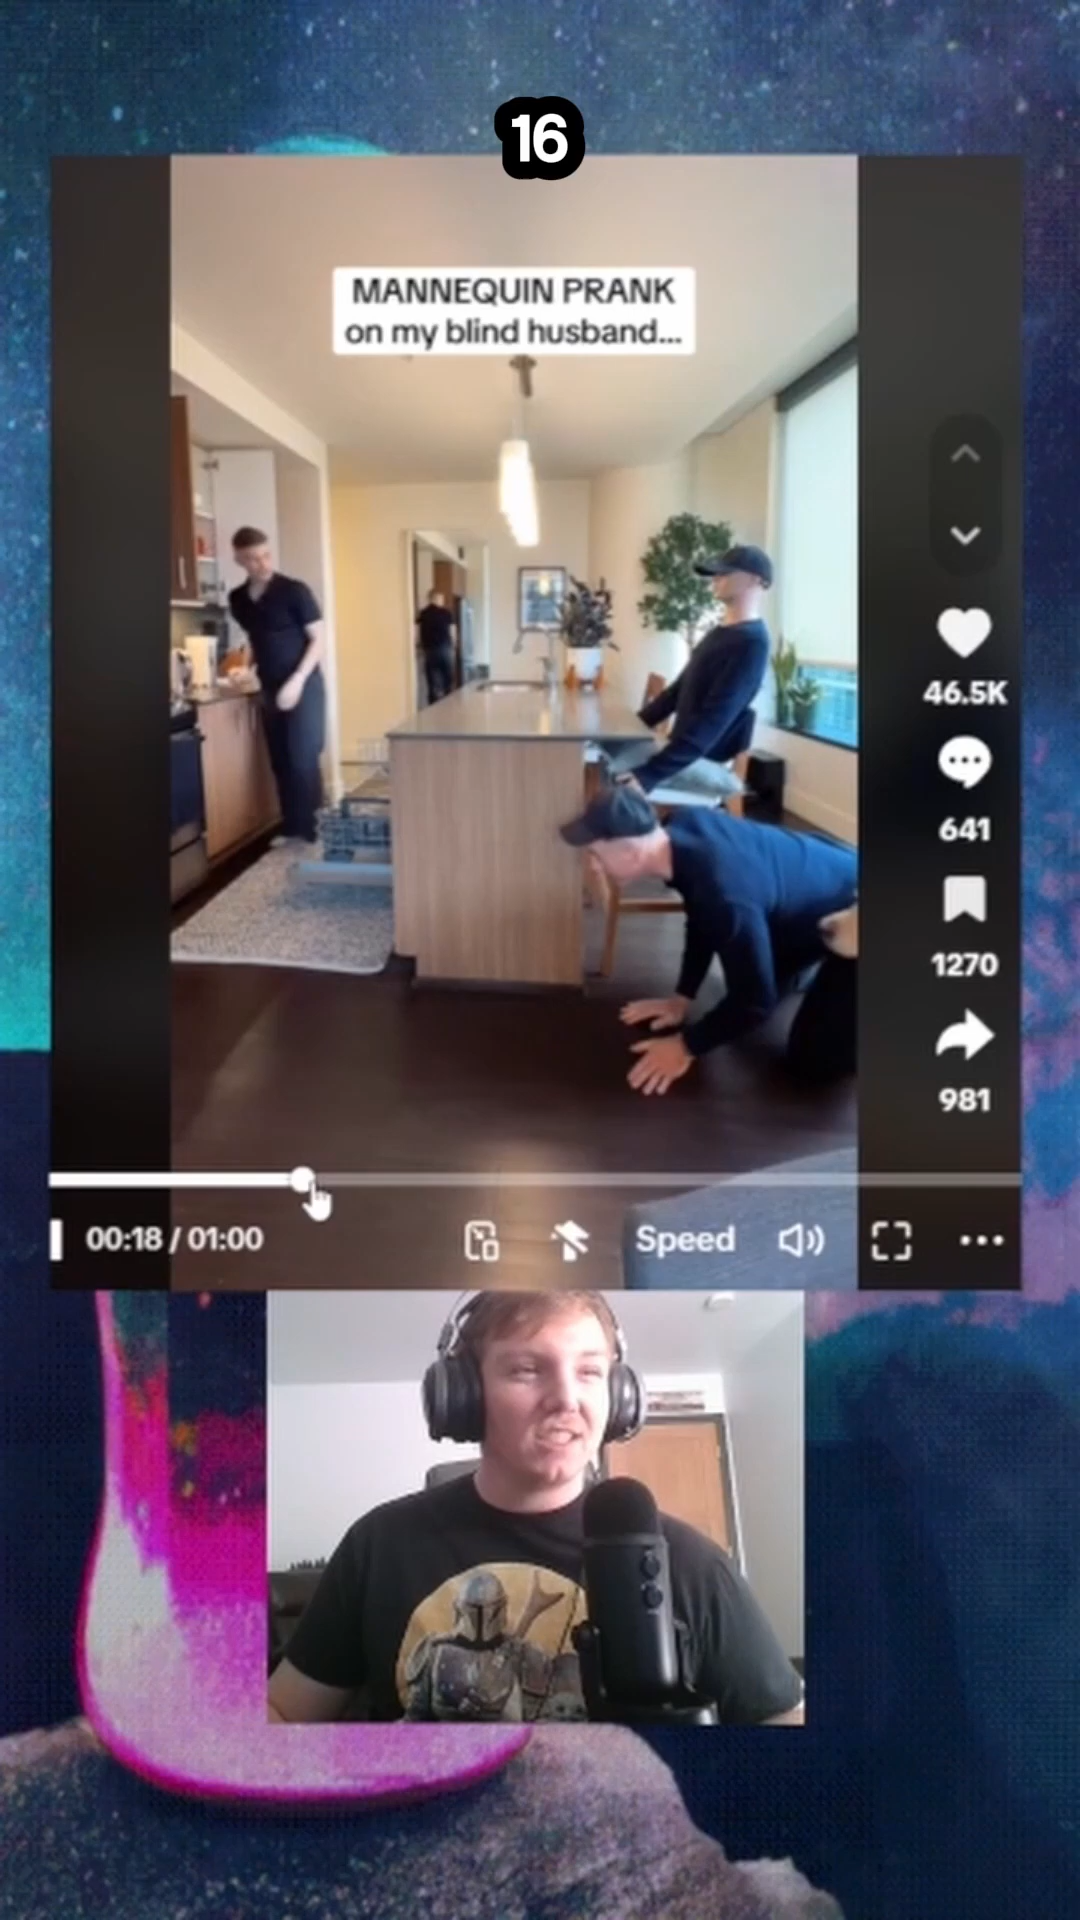 16
MANNEQUIN PRANK
on my blind husband...
46.5K
641
1270
981
00:18 / 01:00
Speed